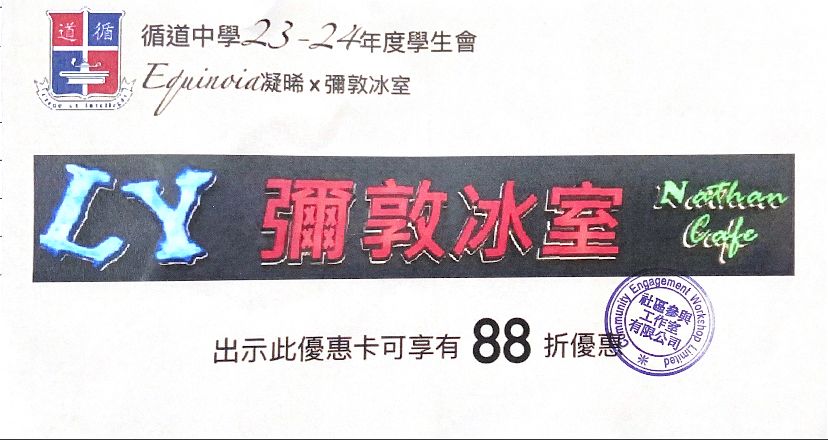 道 循
循道中學23-24年度學生會
Equinoia凝晞 x 彌敦冰室
LY 彌敦冰室 Nathan Cafe
出示此優惠卡可享有 88 折優惠
Community Engagement Workshop Limited
社區參與
工作室
有限公司